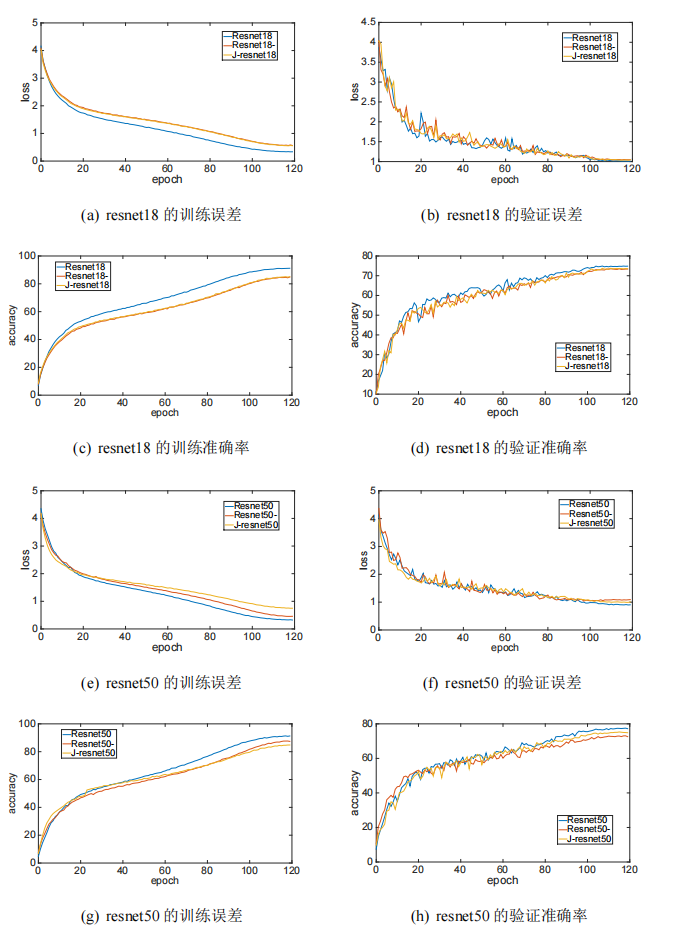 5
4
3
2
1
0
loss
0 20 40 60 80 100 120
epoch
Resnet18
Resnet18-
J-resnet18
(a) resnet18 的训练误差
4.5
4
3.5
3
2.5
2
1.5
1
loss
0 20 40 60 80 100 120
epoch
Resnet18
Resnet18-
J-resnet18
(b) resnet18 的验证误差
100
80
60
40
20
0
accuracy
0 20 40 60 80 100 120
epoch
Resnet18
Resnet18-
J-resnet18
(c) resnet18 的训练准确率
80
70
60
50
40
30
20
10
accuracy
0 20 40 60 80 100 120
epoch
Resnet18
Resnet18-
J-resnet18
(d) resnet18 的验证准确率
5
4
3
2
1
0
loss
0 20 40 60 80 100 120
epoch
Resnet50
Resnet50-
J-resnet50
(e) resnet50 的训练误差
5
4
3
2
1
0
loss
0 20 40 60 80 100 120
epoch
Resnet50
Resnet50-
J-resnet50
(f) resnet50 的验证误差
100
80
60
40
20
0
accuracy
0 20 40 60 80 100 120
epoch
Resnet50
Resnet50-
J-resnet50
(g) resnet50 的训练误差
80
60
40
20
0
accuracy
0 20 40 60 80 100 120
epoch
Resnet50
Resnet50-
J-resnet50
(h) resnet50 的验证准确率